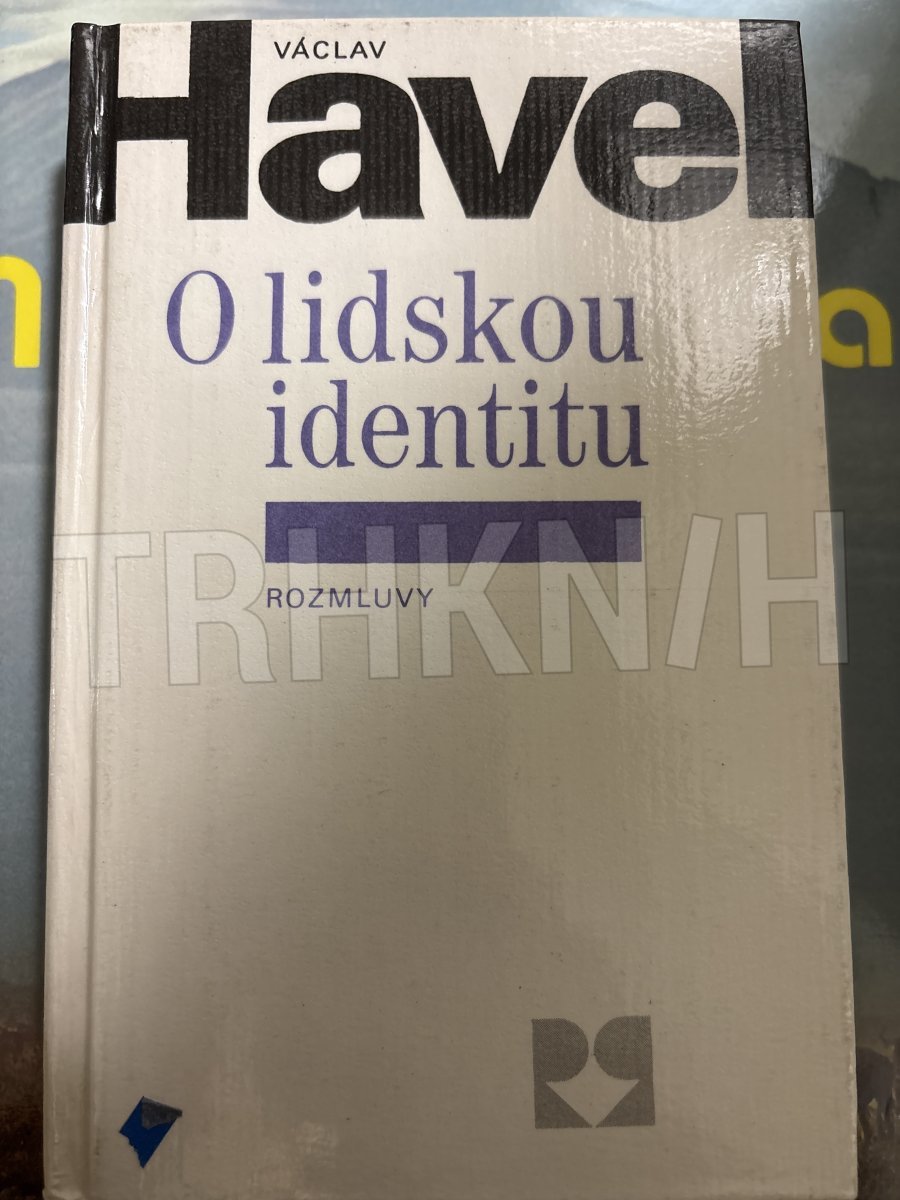 VÁCLAV
Havel
O lidskou
identitu
TRHKN/H
ROZMLUVY